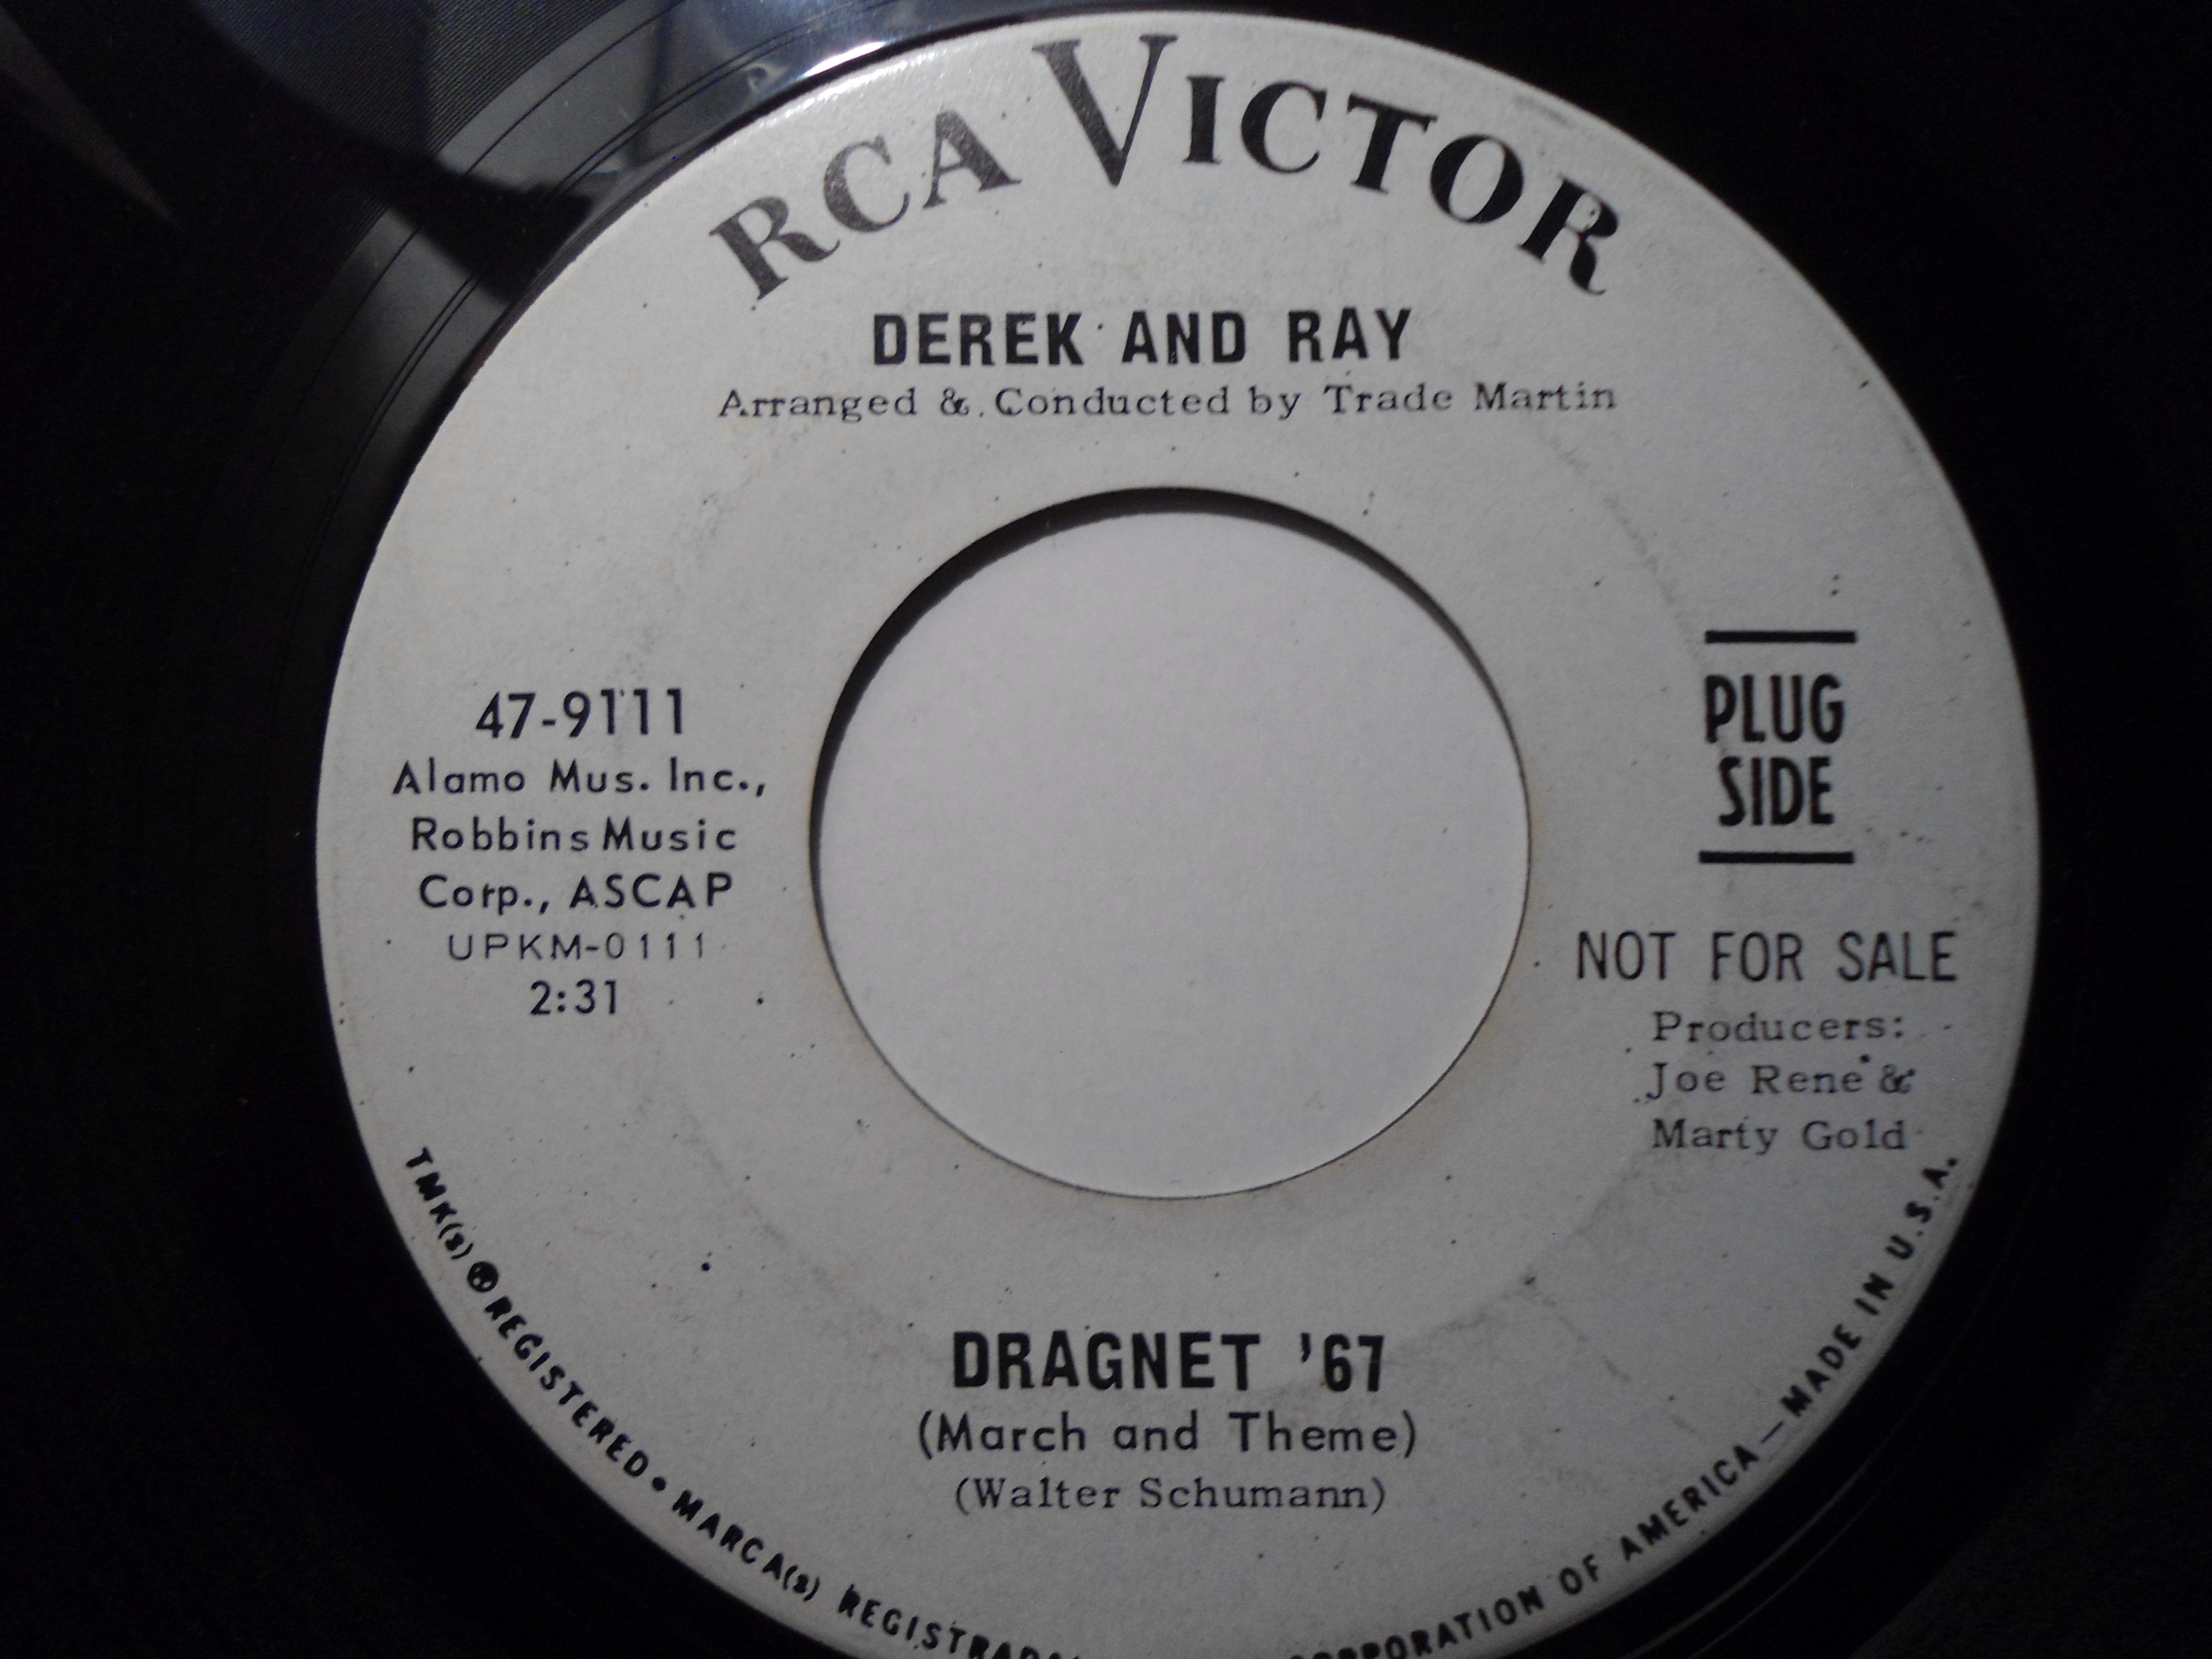 RCA VICTOR
DEREK AND RAY
Arranged & Conducted by Trade Martin
47-9111
Alamo Mus. Inc.,
Robbins Music
Corp., ASCAP
UPKM-0111
2:31
PLUG
SIDE
NOT FOR SALE
Producers:
Joe Rene &
Marty Gold
DRAGNET '67
(March and Theme)
(Walter Schumann)
TMK(s) ® REGISTERED • MARCA(s) REGISTRADA
CORPORATION OF AMERICA—MADE IN U.S.A.